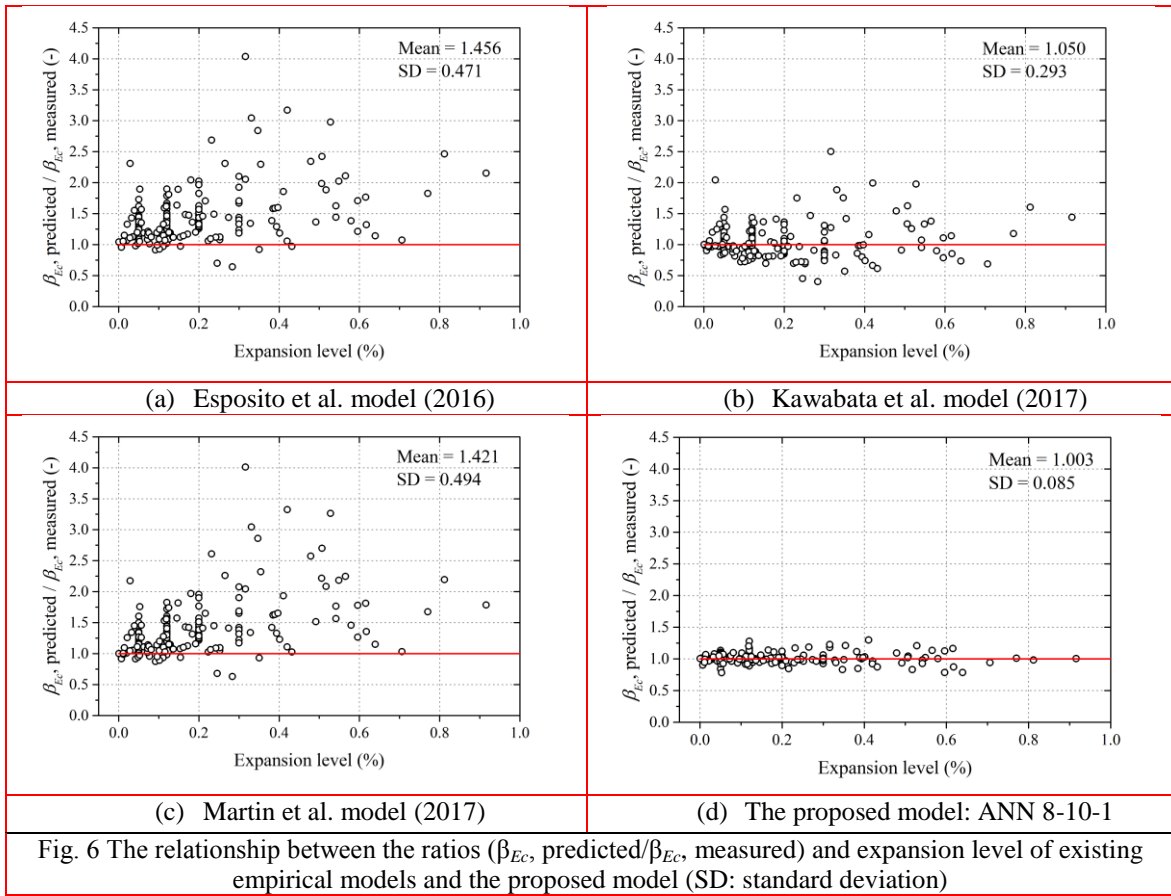 4.5
4.0
3.5
3.0
2.5
2.0
1.5
1.0
0.5
0.0
β_Ec, predicted / β_Ec, measured (-)
Mean = 1.456
SD = 0.471
0.0 0.2 0.4 0.6 0.8 1.0
Expansion level (%)
(a) Esposito et al. model (2016)
4.5
4.0
3.5
3.0
2.5
2.0
1.5
1.0
0.5
0.0
β_Ec, predicted / β_Ec, measured (-)
Mean = 1.050
SD = 0.293
0.0 0.2 0.4 0.6 0.8 1.0
Expansion level (%)
(b) Kawabata et al. model (2017)
4.5
4.0
3.5
3.0
2.5
2.0
1.5
1.0
0.5
0.0
β_Ec, predicted / β_Ec, measured (-)
Mean = 1.421
SD = 0.494
0.0 0.2 0.4 0.6 0.8 1.0
Expansion level (%)
(c) Martin et al. model (2017)
4.5
4.0
3.5
3.0
2.5
2.0
1.5
1.0
0.5
0.0
β_Ec, predicted / β_Ec, measured (-)
Mean = 1.003
SD = 0.085
0.0 0.2 0.4 0.6 0.8 1.0
Expansion level (%)
(d) The proposed model: ANN 8-10-1
Fig. 6 The relationship between the ratios (β_Ec, predicted/β_Ec, measured) and expansion level of existing
empirical models and the proposed model (SD: standard deviation)